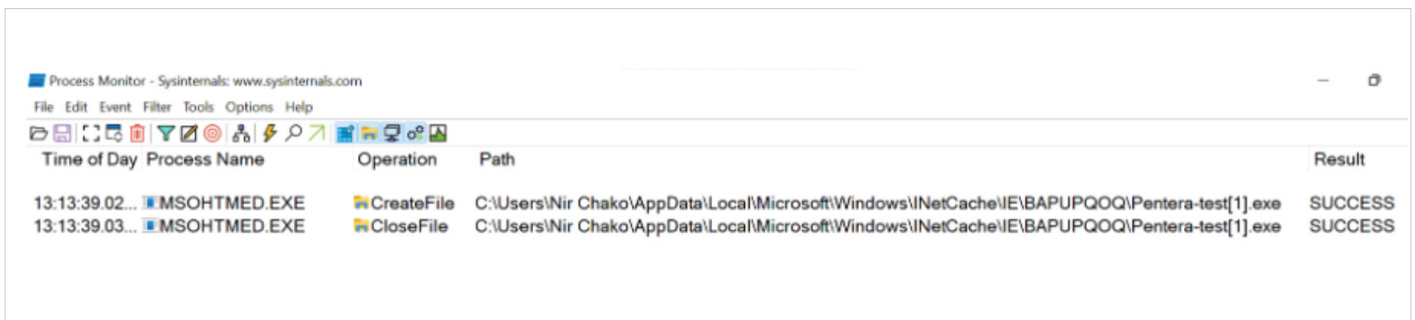 Process Monitor - Sysinternals: www.sysinternals.com
File Edit Event Filter Tools Options Help
Time of Day Process Name Operation Path Result
13:13:39.02... MSOHTMED.EXE CreateFile C:\Users\Nir Chako\AppData\Local\Microsoft\Windows\INetCache\IE\BAPUPQOQ\Pentera-test[1].exe SUCCESS
13:13:39.03... MSOHTMED.EXE CloseFile C:\Users\Nir Chako\AppData\Local\Microsoft\Windows\INetCache\IE\BAPUPQOQ\Pentera-test[1].exe SUCCESS